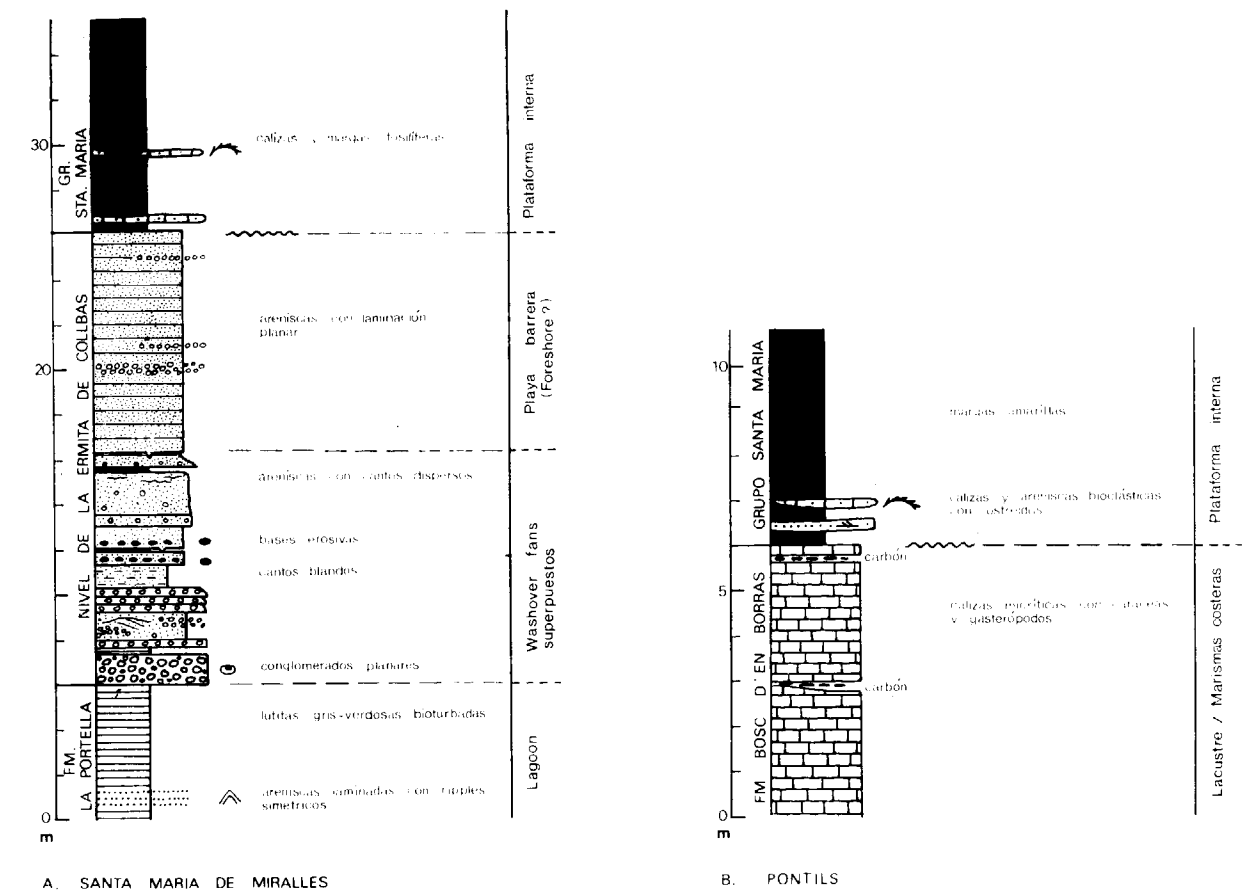 30
20
10
0
m
GR.
STA. MARIA
NIVEL DE LA ERMITA DE COLLBAS
FM.
LA PORTELLA
calizas y margas fosilíferas
areniscas con laminación
planar
areniscas con cantos dispersos
bases erosivas
cantos blandos
conglomerados planares
lutitas gris-verdosas bioturbadas
areniscas laminadas con ripples
simetricos
Plataforma interna
Playa barrera
(Foreshore ?)
Washover fans
superpuestos
Lagoon
A. SANTA MARIA DE MIRALLES
10
5
0
m
GRUPO SANTA MARIA
FM BOSC D'EN BORRAS
margas amarillas
calizas y areniscas bioclásticas
con ostreidos
carbón
calizas micríticas con caraceas
y gasterópodos
carbón
Plataforma interna
Lacustre / Marismas costeras
B. PONTILS